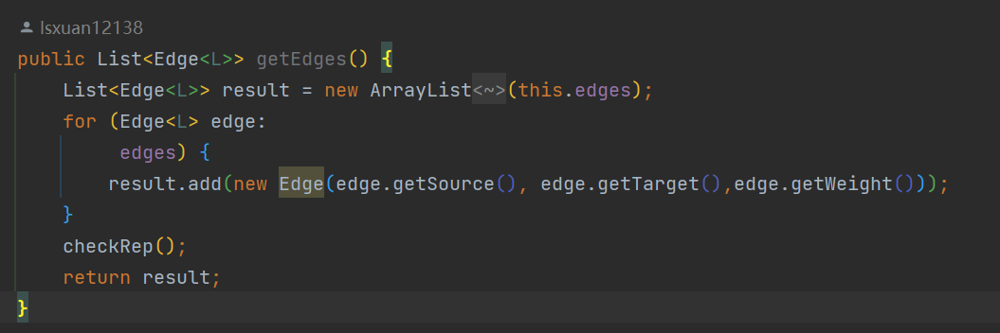 lsxuan12138
public List<Edge<L>> getEdges() {
List<Edge<L>> result = new ArrayList<~>(this.edges);
for (Edge<L> edge:
edges) {
result.add(new Edge(edge.getSource(), edge.getTarget(),edge.getWeight()));
}
checkRep();
return result;
}